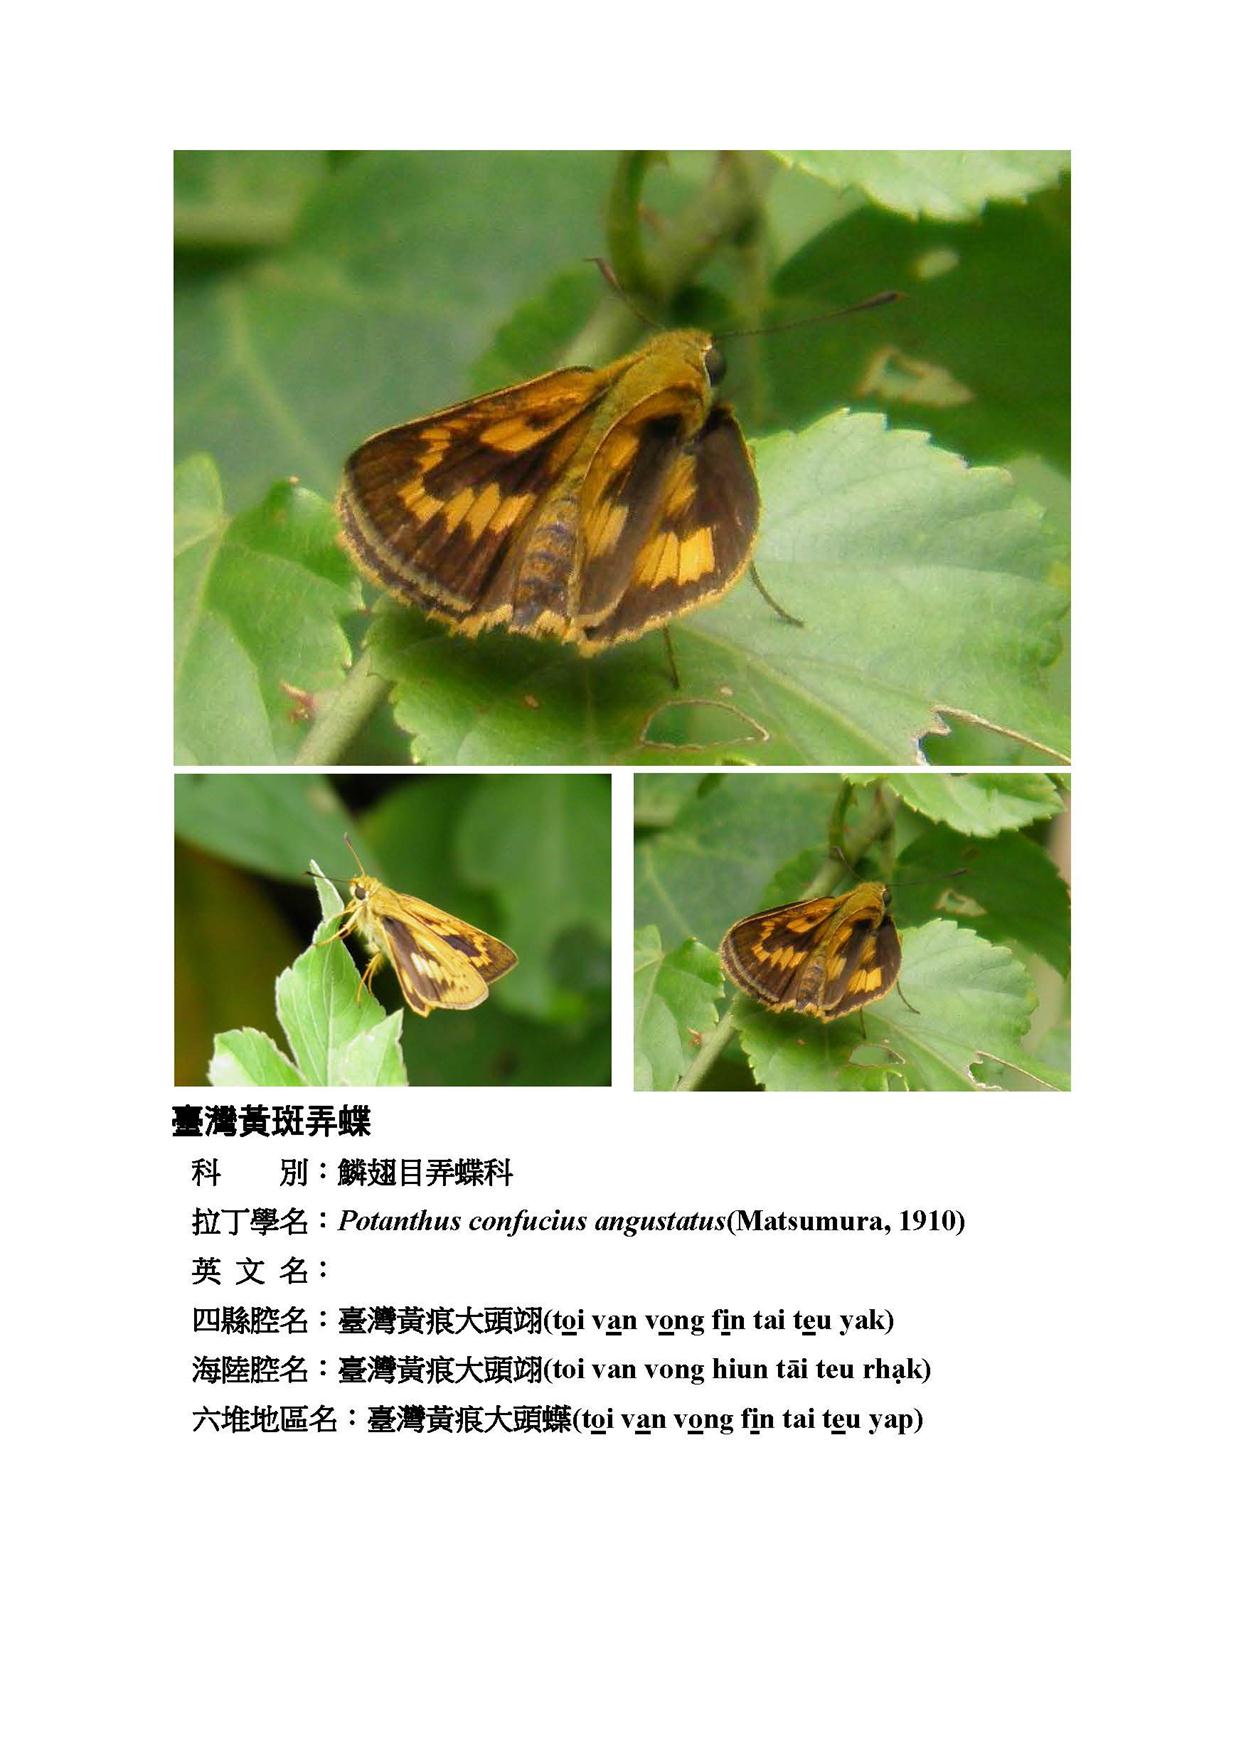 臺灣黃斑弄蝶
科　　別：鱗翅目弄蝶科
拉丁學名：Potanthus confucius angustatus(Matsumura, 1910)
英 文 名：
四縣腔名：臺灣黃痕大頭翊(to̲i va̲n vo̲ng fi̲n tai te̲u yak)
海陸腔名：臺灣黃痕大頭翊(toi van vong hiun tāi teu rhạk)
六堆地區名：臺灣黃痕大頭蝶(to̲i va̲n vo̲ng fi̲n tai te̲u yap)